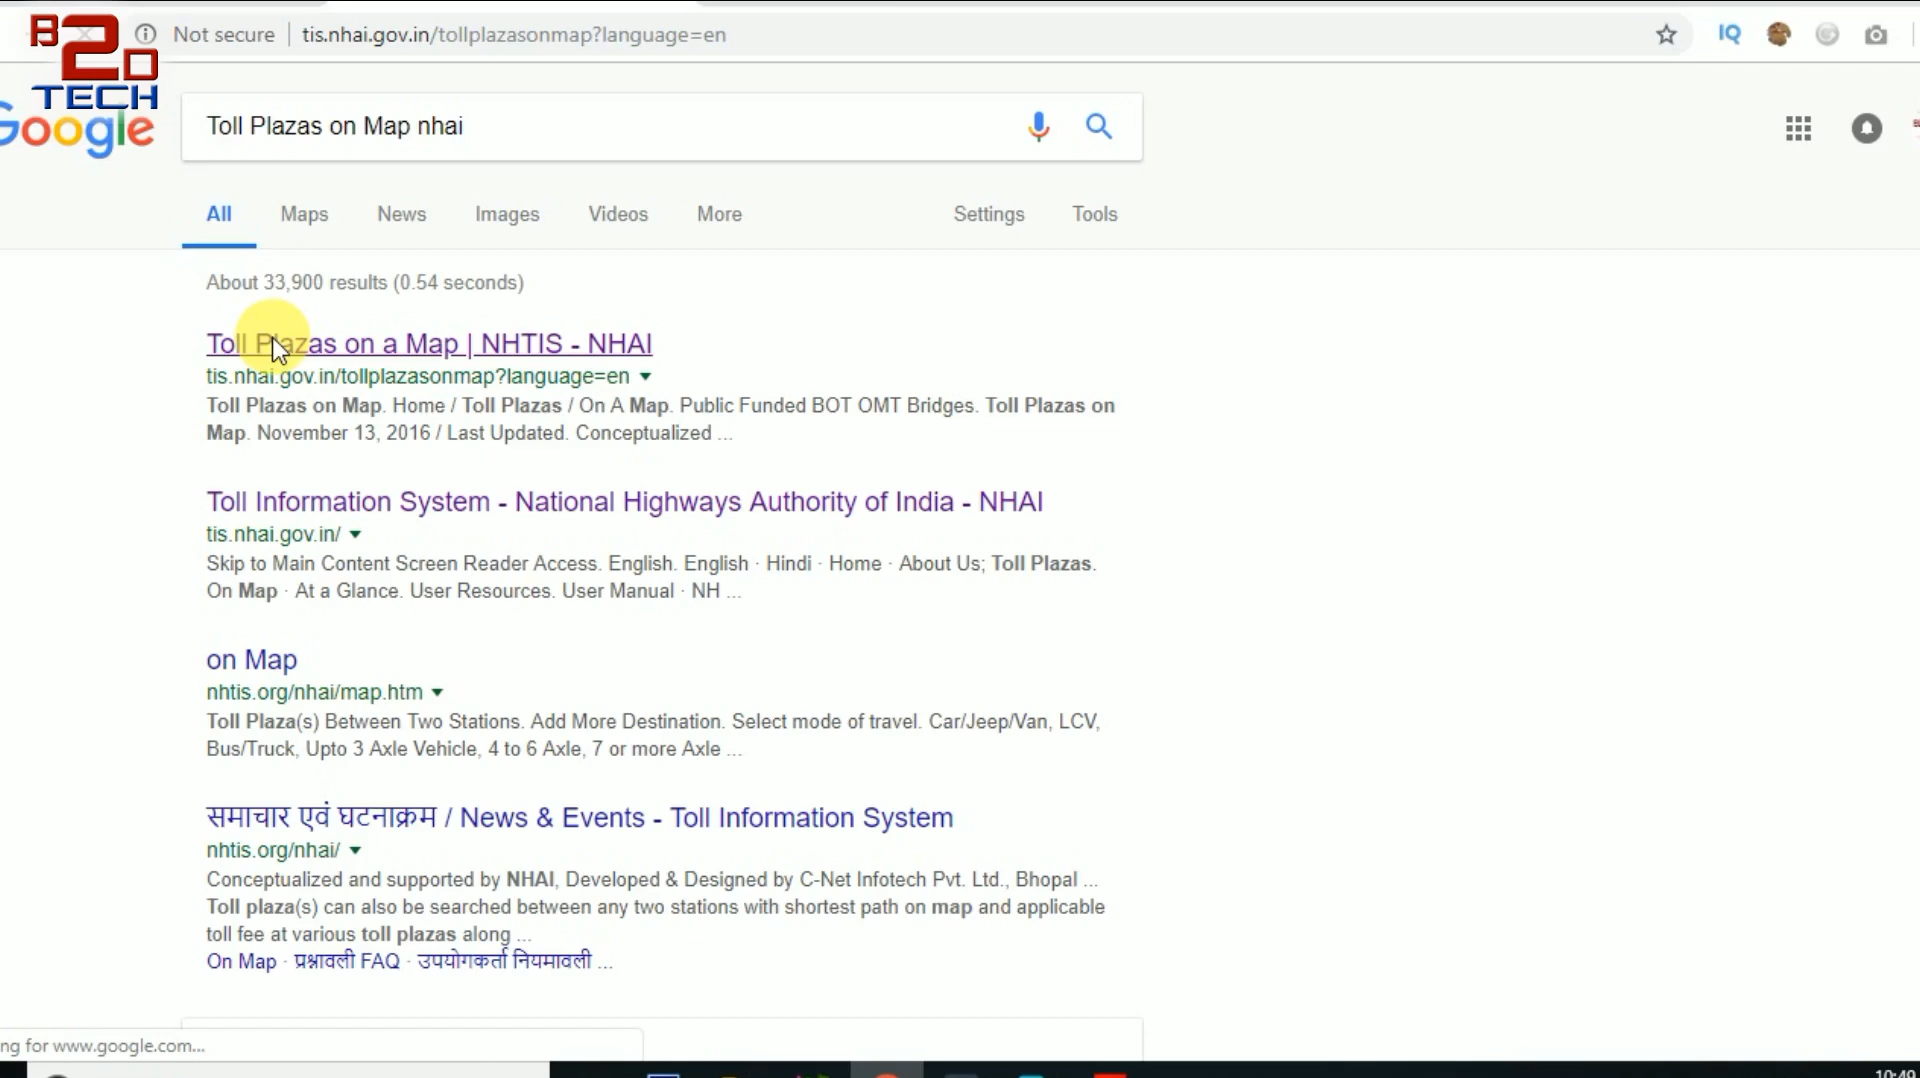 B2D
TECH
Not secure | tis.nhai.gov.in/tollplazasonmap?language=en
IQ
Google
Toll Plazas on Map nhai
All Maps News Images Videos More Settings Tools
About 33,900 results (0.54 seconds)
Toll Plazas on a Map | NHTIS - NHAI
tis.nhai.gov.in/tollplazasonmap?language=en
Toll Plazas on Map. Home / Toll Plazas / On A Map. Public Funded BOT OMT Bridges. Toll Plazas on
Map. November 13, 2016 / Last Updated. Conceptualized ...
Toll Information System - National Highways Authority of India - NHAI
tis.nhai.gov.in/
Skip to Main Content Screen Reader Access. English. English · Hindi · Home · About Us; Toll Plazas.
On Map · At a Glance. User Resources. User Manual · NH ...
on Map
nhtis.org/nhai/map.htm
Toll Plaza(s) Between Two Stations. Add More Destination. Select mode of travel. Car/Jeep/Van, LCV,
Bus/Truck, Upto 3 Axle Vehicle, 4 to 6 Axle, 7 or more Axle ...
समाचार एवं घटनाक्रम / News & Events - Toll Information System
nhtis.org/nhai/
Conceptualized and supported by NHAI, Developed & Designed by C-Net Infotech Pvt. Ltd., Bhopal ...
Toll plaza(s) can also be searched between any two stations with shortest path on map and applicable
toll fee at various toll plazas along ...
On Map · प्रश्नावली FAQ · उपयोगकर्ता नियमावली ...
ng for www.google.com...
10:49